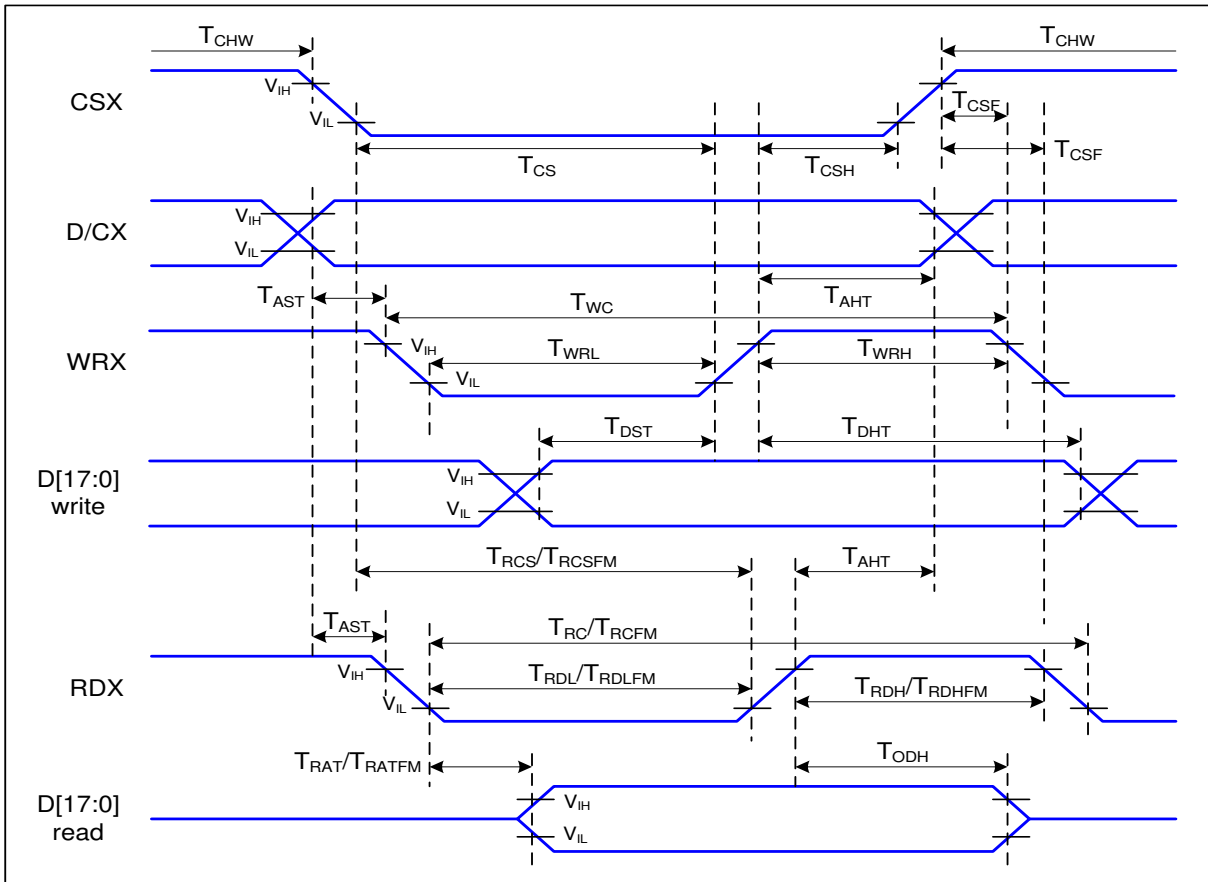 TCHW TCHW
VIH
CSX
VIL
TCSF
TCS TCSH TCSF
VIH
D/CX
VIL
TAST TWC TAHT
WRX
VIH
TWRL TWRH
VIL
TDST TDHT
D[17:0]
write
VIH
VIL
TRCS/TRCSFM TAHT
TAST TRC/TRCFM
RDX
VIH
TRDL/TRDLFM
VIL
TRDH/TRDHFM
TRAT/TRATFM TODH
D[17:0]
read
VIH
VIL